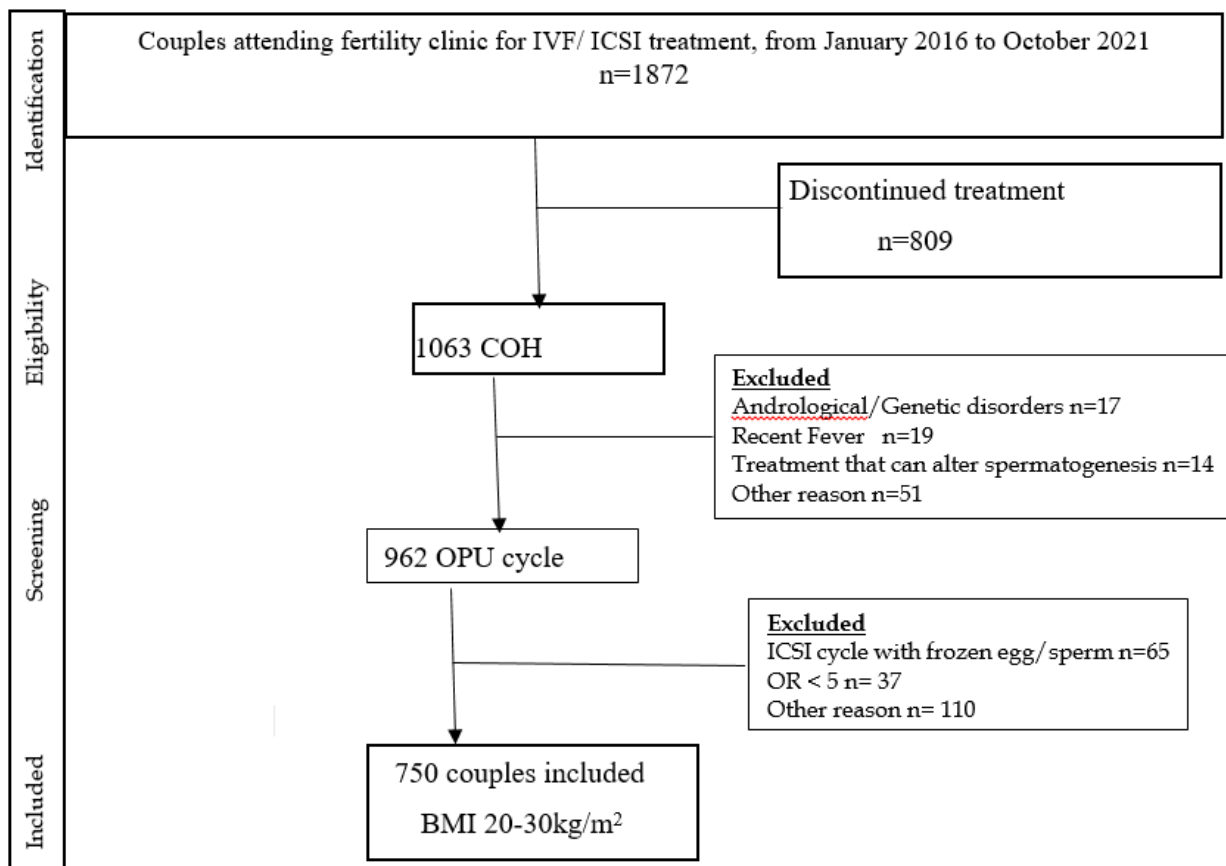 Identification
Couples attending fertility clinic for IVF/ ICSI treatment, from January 2016 to October 2021
n=1872
Discontinued treatment
n=809
Eligibility
1063 COH
Excluded
Andrological/Genetic disorders n=17
Recent Fever n=19
Treatment that can alter spermatogenesis n=14
Other reason n=51
Screening
962 OPU cycle
Excluded
ICSI cycle with frozen egg/sperm n=65
OR < 5 n= 37
Other reason n= 110
Included
750 couples included
BMI 20-30kg/m²